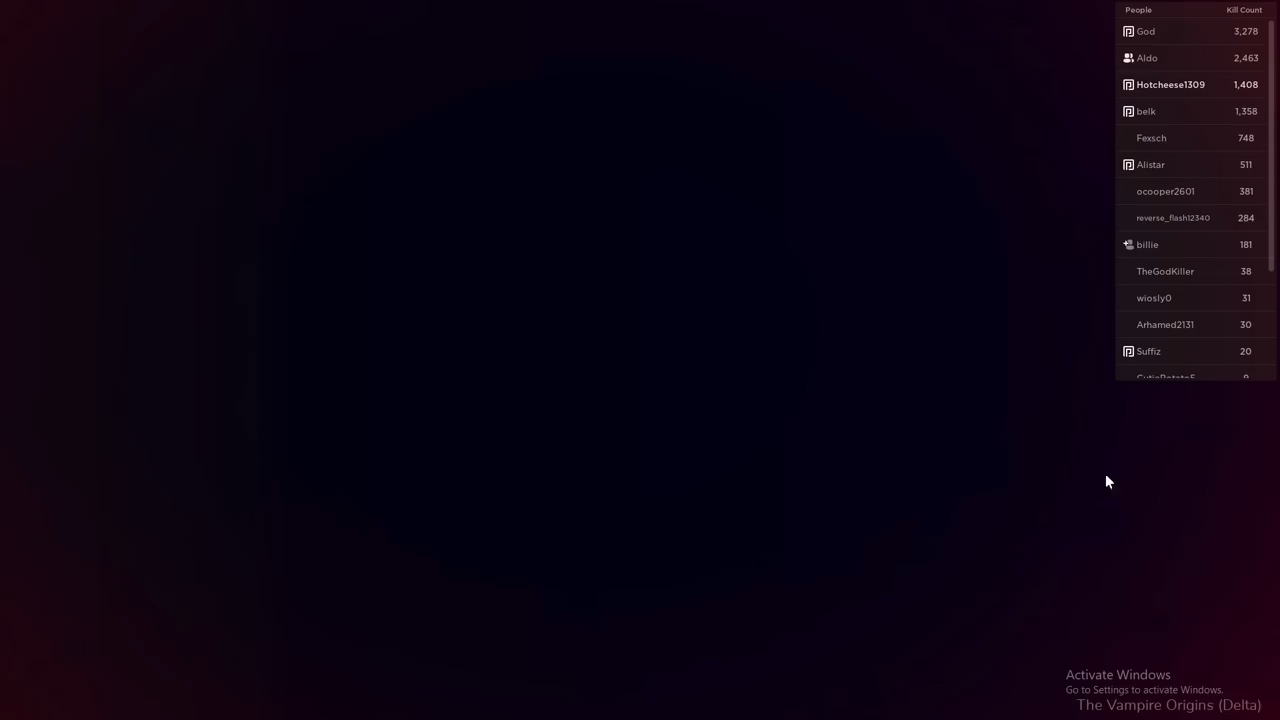 People Kill Count
God 3,278
Aldo 2,463
Hotcheese1309 1,408
belk 1,358
Fexsch 748
Alistar 511
ocooper2601 381
reverse_flash12340 284
billie 181
TheGodKiller 38
wiosly0 31
Arhamed2131 30
Suffiz 20
Activate Windows
Go to Settings to activate Windows.
The Vampire Origins (Delta)